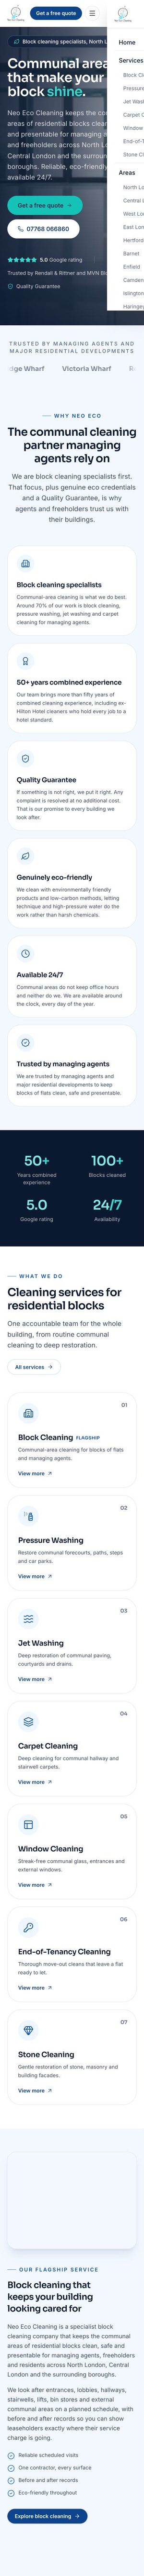 Get a free quote
Home
Services
Block Cl
Pressure
Jet Wash
Carpet C
Window
End-of-T
Stone Cl
Areas
North Lo
Central L
West Lon
East Lon
Hertford
Barnet
Enfield
Camden
Islington
Haringey
Block cleaning specialists, North L
Communal area
that make your
block shine.
Neo Eco Cleaning keeps the com
areas of residential blocks clean
and presentable for managing a
and freeholders across North Lo
Central London and the surroun
boroughs. Reliable, eco-friendly
available 24/7.
Get a free quote
07768 066860
5.0 Google rating
Trusted by Rendall & Rittner and MVN Blo
Quality Guarantee
TRUSTED BY MANAGING AGENTS AND
MAJOR RESIDENTIAL DEVELOPMENTS
dge Wharf
Victoria Wharf
WHY NEO ECO
The communal cleaning
partner managing
agents rely on
We are block cleaning specialists first.
That focus, plus genuine eco credentials
and a Quality Guarantee, is why
agents and freeholders trust us with
their buildings.
Block cleaning specialists
Communal-area cleaning is what we do best.
Around 70% of our work is block cleaning,
pressure washing, jet washing and carpet
cleaning for managing agents.
50+ years combined experience
Our team brings more than fifty years of
combined cleaning experience, including ex-
Hilton Hotel cleaners who hold every job to a
hotel standard.
Quality Guarantee
If something is not right, we put it right. Any
complaint is resolved at no additional cost.
That is our promise to every building we
look after.
Genuinely eco-friendly
We clean with environmentally friendly
products and low-carbon methods, letting
technique and high-pressure water do the
work rather than harsh chemicals.
Available 24/7
Communal areas do not keep office hours
and neither do we. We are available around
the clock, every day of the year.
Trusted by managing agents
We are trusted by managing agents and
major residential developments to keep
blocks of flats clean, safe and presentable.
50+
Years combined
experience
100+
Blocks cleaned
5.0
Google rating
24/7
Availability
WHAT WE DO
Cleaning services for
residential blocks
One accountable team for the whole
building, from routine communal
cleaning to deep restoration.
All services
01
Block Cleaning FLAGSHIP
Communal-area cleaning for blocks of flats
and managing agents.
View more
02
Pressure Washing
Restore communal forecourts, paths, steps
and car parks.
View more
03
Jet Washing
Deep restoration of communal paving,
courtyards and drains.
View more
04
Carpet Cleaning
Deep cleaning for communal hallway and
stairwell carpets.
View more
05
Window Cleaning
Streak-free communal glass, entrances and
external windows.
View more
06
End-of-Tenancy Cleaning
Thorough move-out cleans that leave a flat
ready to let.
View more
07
Stone Cleaning
Gentle restoration of stone, masonry and
building facades.
View more
OUR FLAGSHIP SERVICE
Block cleaning that
keeps your building
looking cared for
Neo Eco Cleaning is a specialist block
cleaning company that keeps the communal
areas of residential blocks clean, safe and
presentable for managing agents, freeholders
and residents across North London, Central
London and the surrounding boroughs.
We look after entrances, lobbies, hallways,
stairwells, lifts, bin stores and external
communal areas on a planned schedule, with
before and after records so you can show
leaseholders exactly where their service
charge is going.
Reliable scheduled visits
One contractor, every surface
Before and after records
Eco-friendly throughout
Explore block cleaning